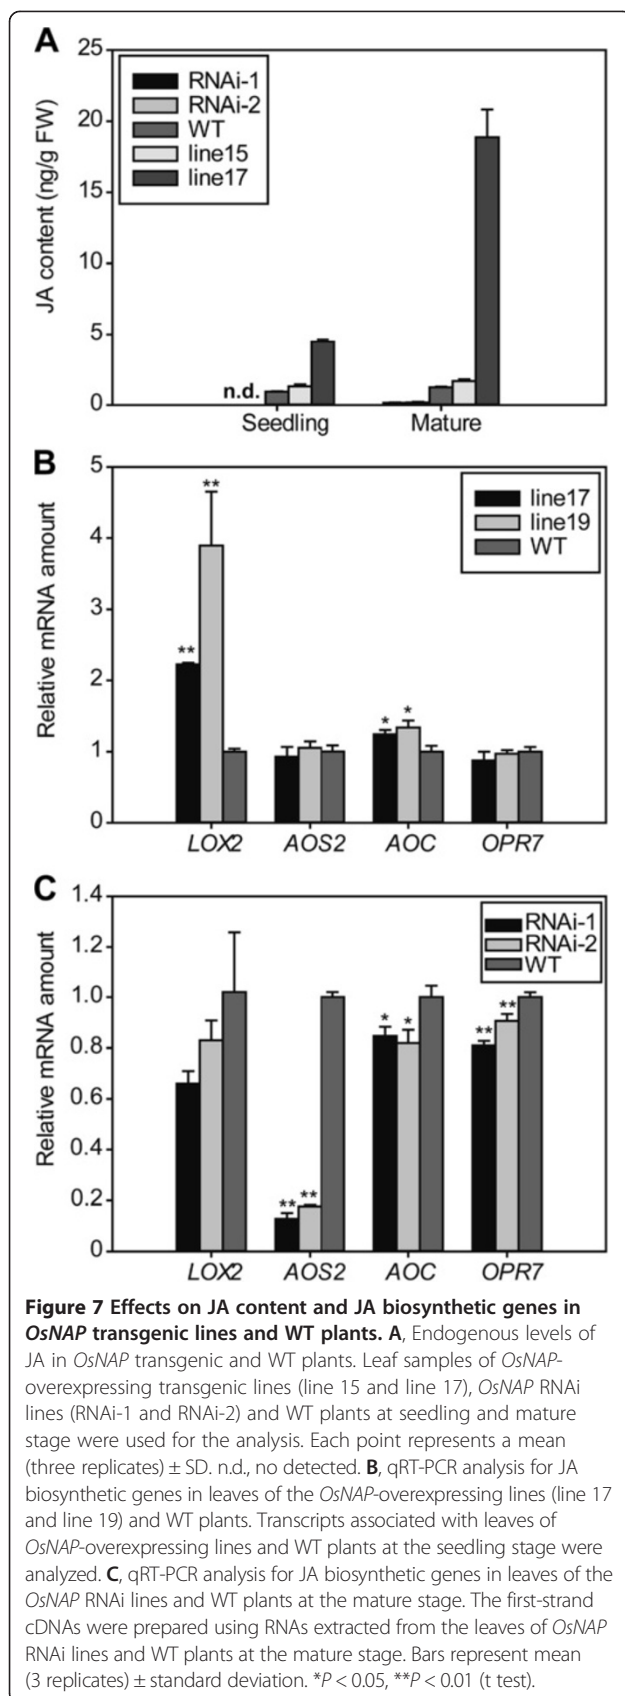 A
25
20
15
10
5
0
JA content (ng/g FW)
RNAi-1
RNAi-2
WT
line15
line17
n.d.
Seedling Mature
B
5
4
3
2
1
0
Relative mRNA amount
line17
line19
WT
** ** * *
LOX2 AOS2 AOC OPR7
C
1.4
1.2
1.0
0.8
0.6
0.4
0.2
0
Relative mRNA amount
RNAi-1
RNAi-2
WT
** ** * * ** **
LOX2 AOS2 AOC OPR7
Figure 7 Effects on JA content and JA biosynthetic genes in
OsNAP transgenic lines and WT plants. A, Endogenous levels of
JA in OsNAP transgenic and WT plants. Leaf samples of OsNAP-
overexpressing transgenic lines (line 15 and line 17), OsNAP RNAi
lines (RNAi-1 and RNAi-2) and WT plants at seedling and mature
stage were used for the analysis. Each point represents a mean
(three replicates) ± SD. n.d., no detected. B, qRT-PCR analysis for JA
biosynthetic genes in leaves of the OsNAP-overexpressing lines (line 17
and line 19) and WT plants. Transcripts associated with leaves of
OsNAP-overexpressing lines and WT plants at the seedling stage were
analyzed. C, qRT-PCR analysis for JA biosynthetic genes in leaves of the
OsNAP RNAi lines and WT plants at the mature stage. The first-strand
cDNAs were prepared using RNAs extracted from the leaves of OsNAP
RNAi lines and WT plants at the mature stage. Bars represent mean
(3 replicates) ± standard deviation. *P < 0.05, **P < 0.01 (t test).